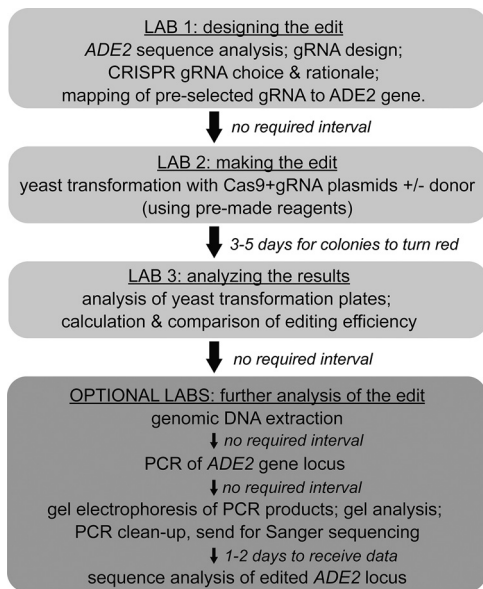 LAB 1: designing the edit
ADE2 sequence analysis; gRNA design;
CRISPR gRNA choice & rationale;
mapping of pre-selected gRNA to ADE2 gene.
no required interval
LAB 2: making the edit
yeast transformation with Cas9+gRNA plasmids +/- donor
(using pre-made reagents)
3-5 days for colonies to turn red
LAB 3: analyzing the results
analysis of yeast transformation plates;
calculation & comparison of editing efficiency
no required interval
OPTIONAL LABS: further analysis of the edit
genomic DNA extraction
no required interval
PCR of ADE2 gene locus
no required interval
gel electrophoresis of PCR products; gel analysis;
PCR clean-up, send for Sanger sequencing
1-2 days to receive data
sequence analysis of edited ADE2 locus